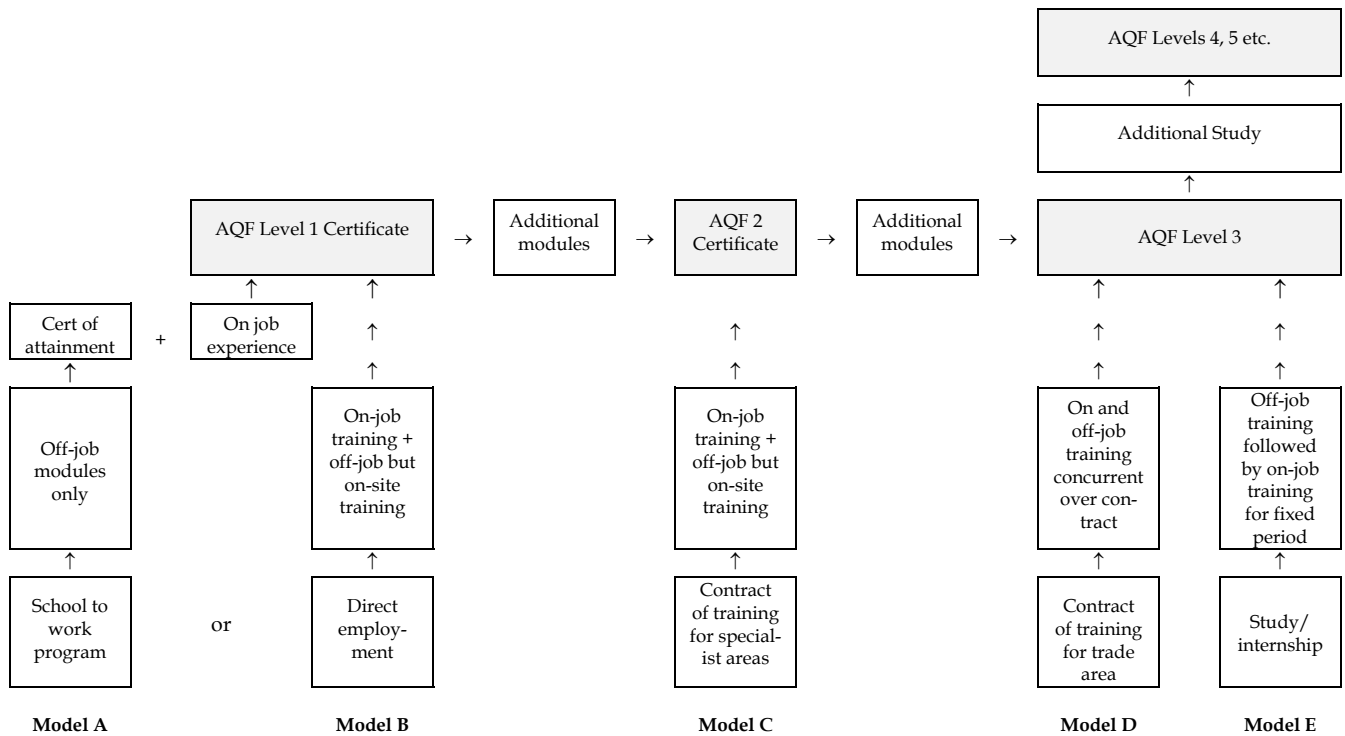 AQF Levels 4, 5 etc.
↑
Additional Study
↑
AQF Level 1 Certificate
→
Additional
modules
→
AQF 2
Certificate
→
Additional
modules
→
AQF Level 3
↑
↑
↑
↑
Cert of
attainment
+
On job
experience
↑
↑
↑
↑
↑
↑
↑
↑
↑
Off-job
modules
only
On-job
training +
off-job but
on-site
training
On-job
training +
off-job but
on-site
training
On and
off-job
training
concurrent
over con-
tract
Off-job
training
followed
by on-job
training
for fixed
period
↑
↑
↑
↑
↑
School to
work
program
or
Direct
employ-
ment
Contract
of training
for special-
ist areas
Contract
of training
for trade
area
Study/
internship
Model A
Model B
Model C
Model D
Model E